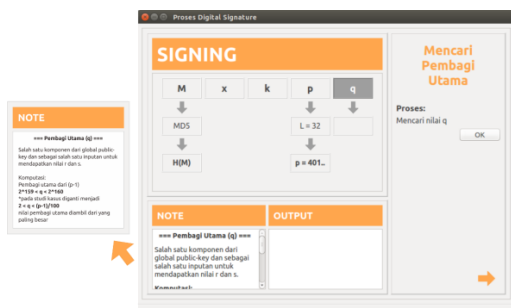 Proses Digital Signature
SIGNING
M x k p q
MD5 L = 32
H(M) p = 401..
Mencari
Pembagi
Utama
Proses:
Mencari nilai q
OK
NOTE
=== Pembagi Utama (q) ===
Salah satu komponen dari global public-
key dan sebagai salah satu inputan untuk
mendapatkan nilai r dan s.
Komputasi:
Pembagi utama dari (p-1)
2^159 < q < 2^160
*pada studi kasus diganti menjadi
2 < q < (p-1)/100
nilai pembagi utama diambil dari yang
paling besar
NOTE
=== Pembagi Utama (q) ===
Salah satu komponen dari
global public-key dan sebagai
salah satu inputan untuk
mendapatkan nilai r dan s.
Komputasi:
OUTPUT